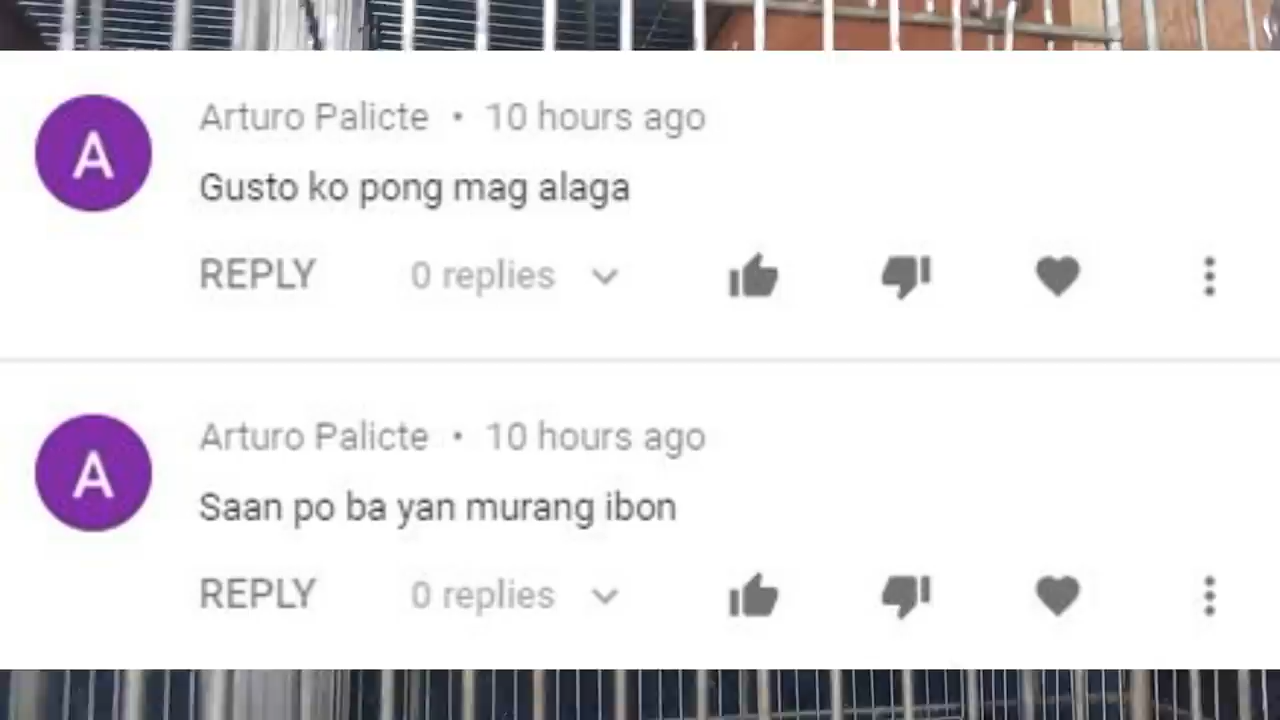 A
Arturo Palicte • 10 hours ago
Gusto ko pong mag alaga
REPLY 0 replies
A
Arturo Palicte • 10 hours ago
Saan po ba yan murang ibon
REPLY 0 replies